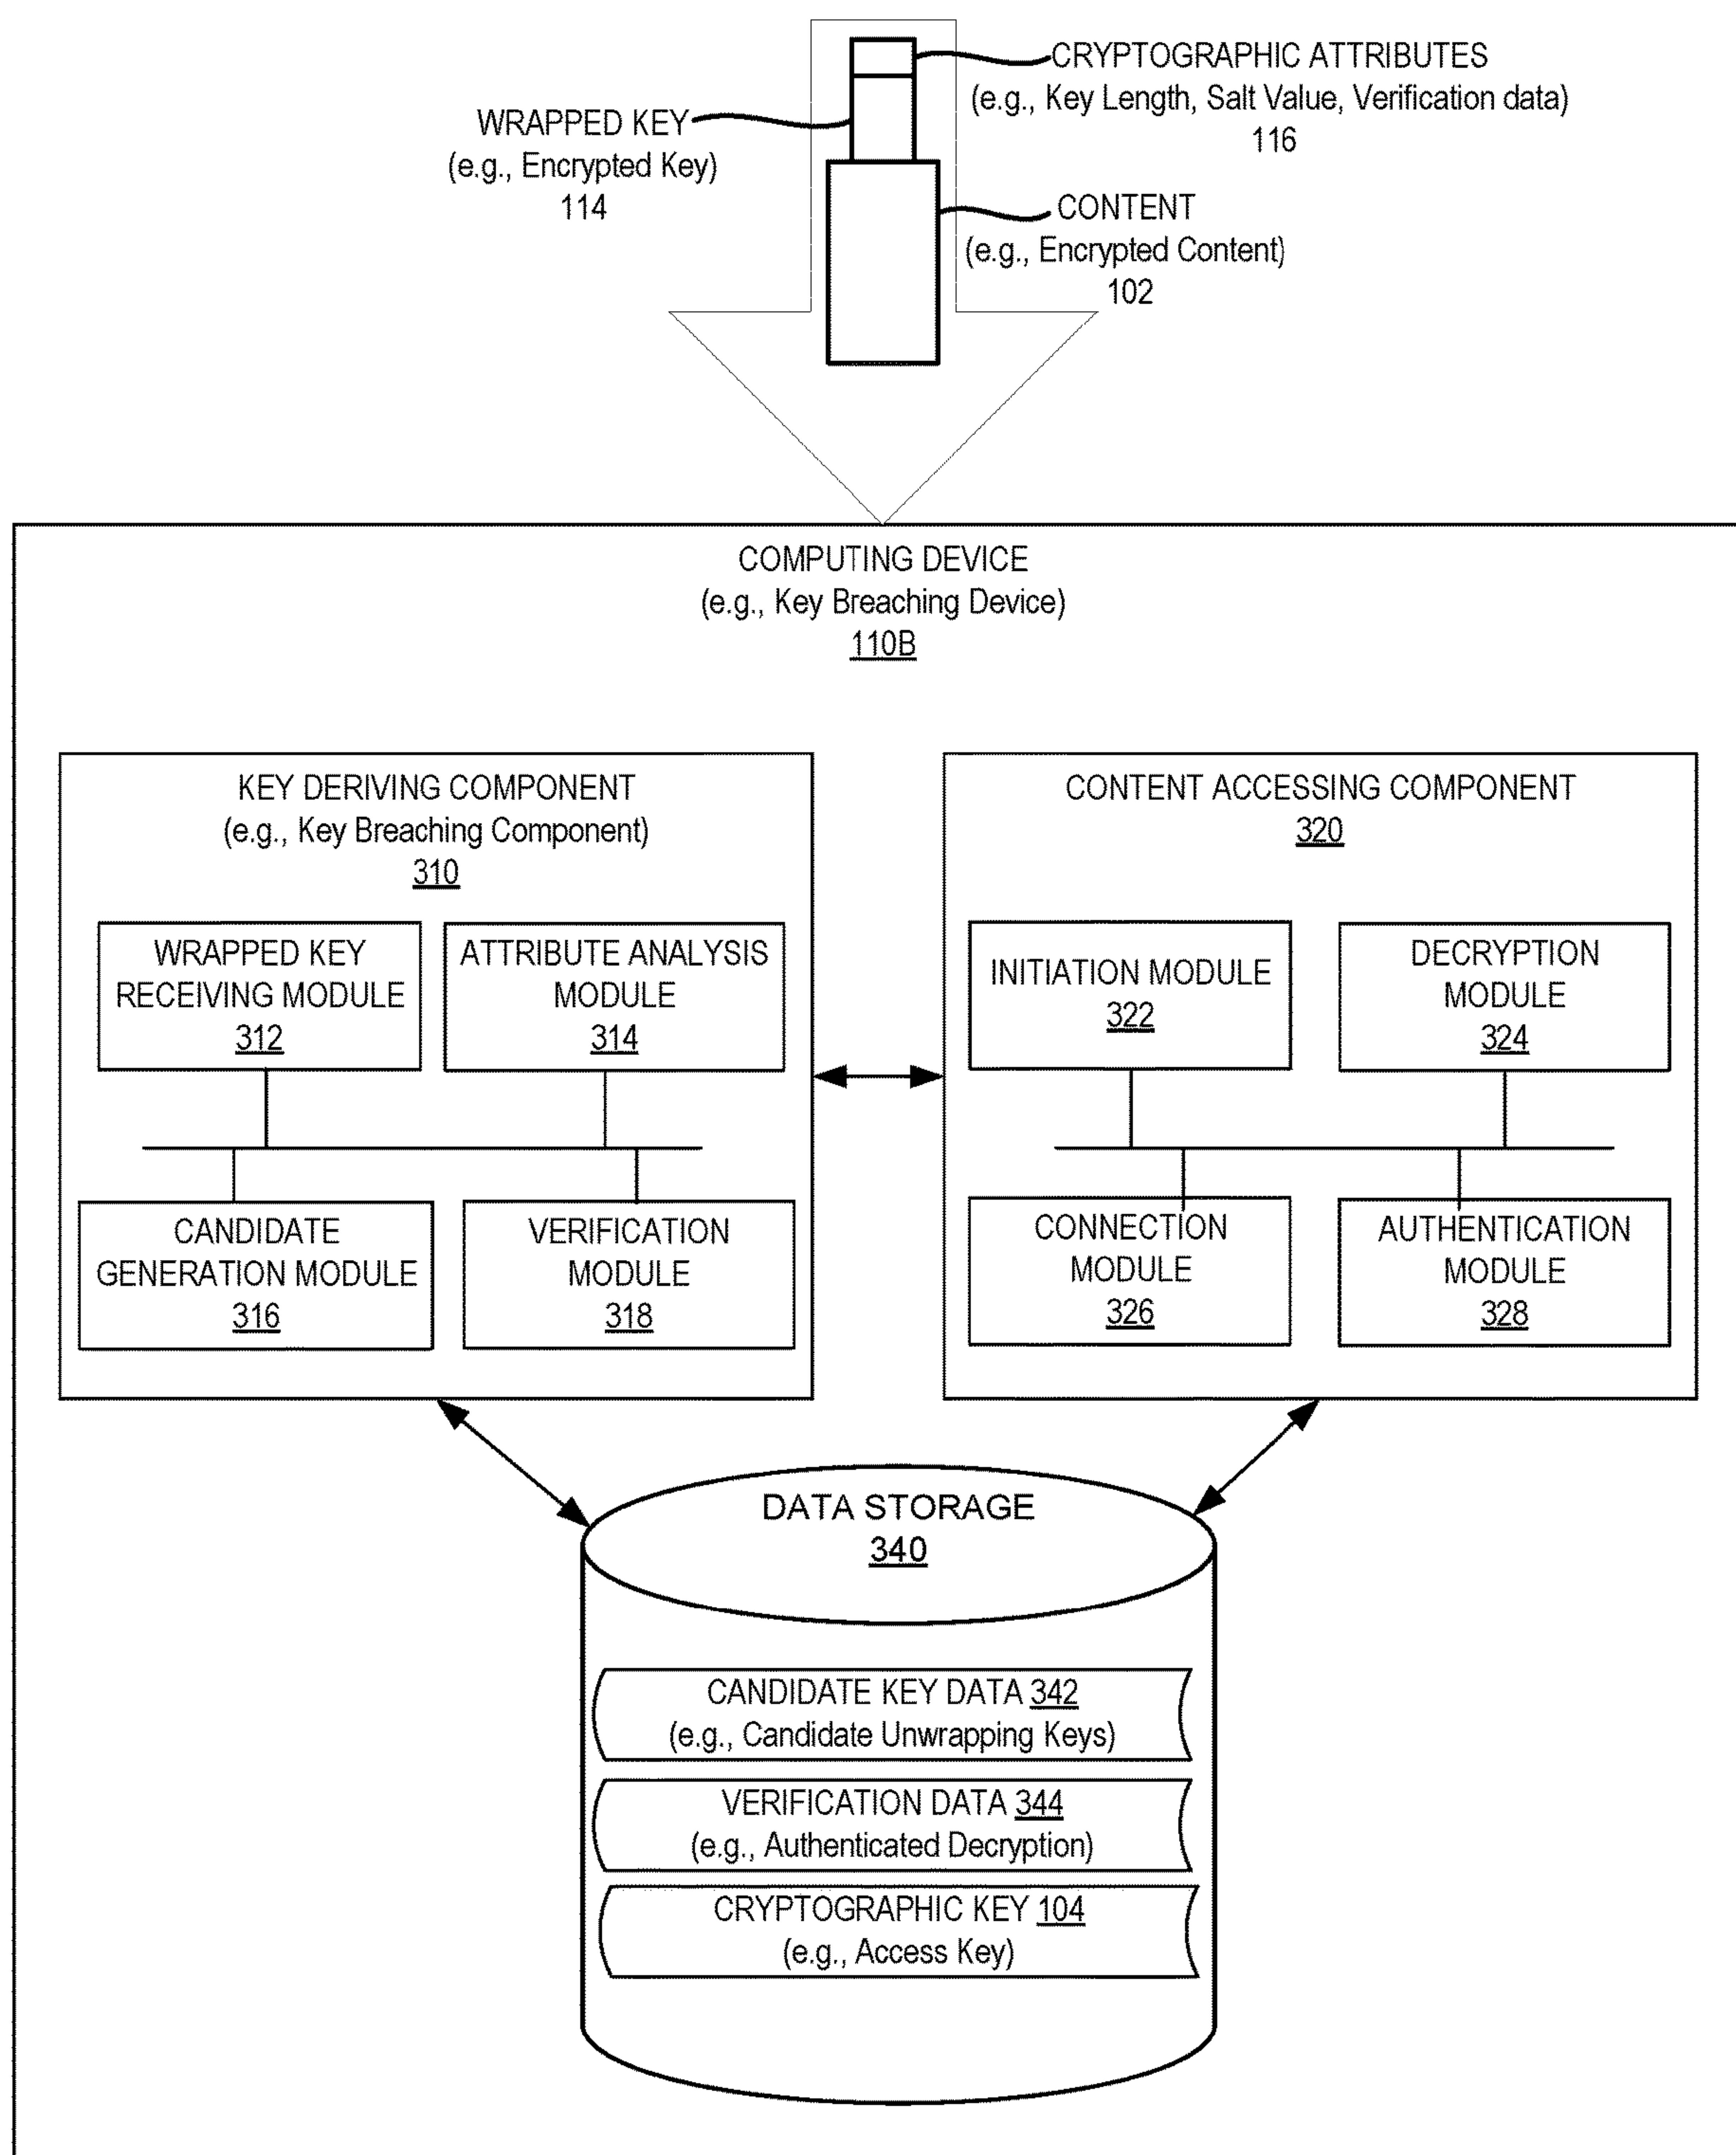 CRYPTOGRAPHIC ATTRIBUTES
(e.g., Key Length, Salt Value, Verification data)
116
WRAPPED KEY
(e.g., Encrypted Key)
114
CONTENT
(e.g., Encrypted Content)
102
COMPUTING DEVICE
(e.g., Key Breaching Device)
110B
KEY DERIVING COMPONENT
(e.g., Key Breaching Component)
310
WRAPPED KEY
RECEIVING MODULE
312
ATTRIBUTE ANALYSIS
MODULE
314
CANDIDATE
GENERATION MODULE
316
VERIFICATION
MODULE
318
CONTENT ACCESSING COMPONENT
320
INITIATION MODULE
322
DECRYPTION
MODULE
324
CONNECTION
MODULE
326
AUTHENTICATION
MODULE
328
DATA STORAGE
340
CANDIDATE KEY DATA 342
(e.g., Candidate Unwrapping Keys)
VERIFICATION DATA 344
(e.g., Authenticated Decryption)
CRYPTOGRAPHIC KEY 104
(e.g., Access Key)